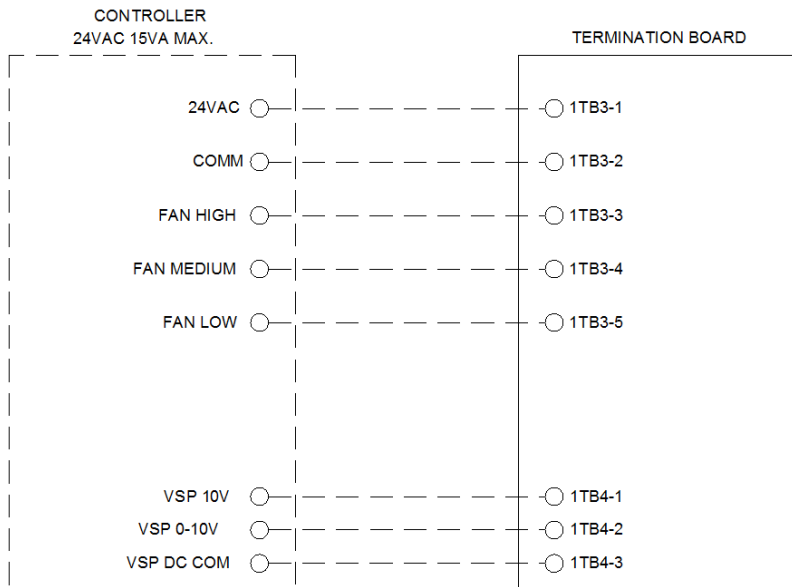 CONTROLLER
24VAC 15VA MAX.
TERMINATION BOARD
24VAC 1TB3-1
COMM 1TB3-2
FAN HIGH 1TB3-3
FAN MEDIUM 1TB3-4
FAN LOW 1TB3-5
VSP 10V 1TB4-1
VSP 0-10V 1TB4-2
VSP DC COM 1TB4-3